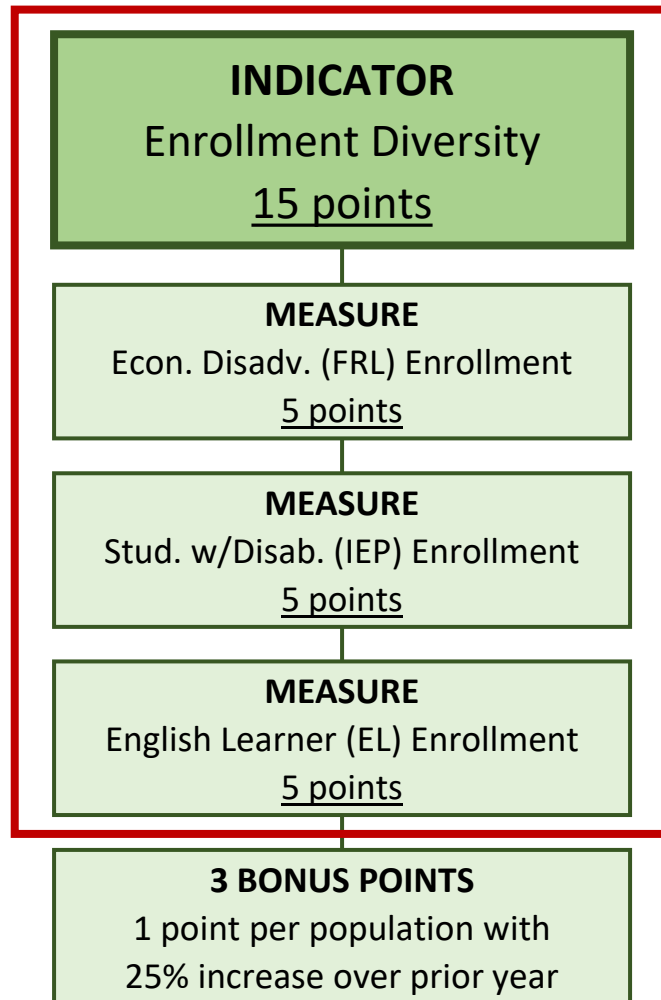 INDICATOR
Enrollment Diversity
15 points
MEASURE
Econ. Disadv. (FRL) Enrollment
5 points
MEASURE
Stud. w/Disab. (IEP) Enrollment
5 points
MEASURE
English Learner (EL) Enrollment
5 points
3 BONUS POINTS
1 point per population with
25% increase over prior year